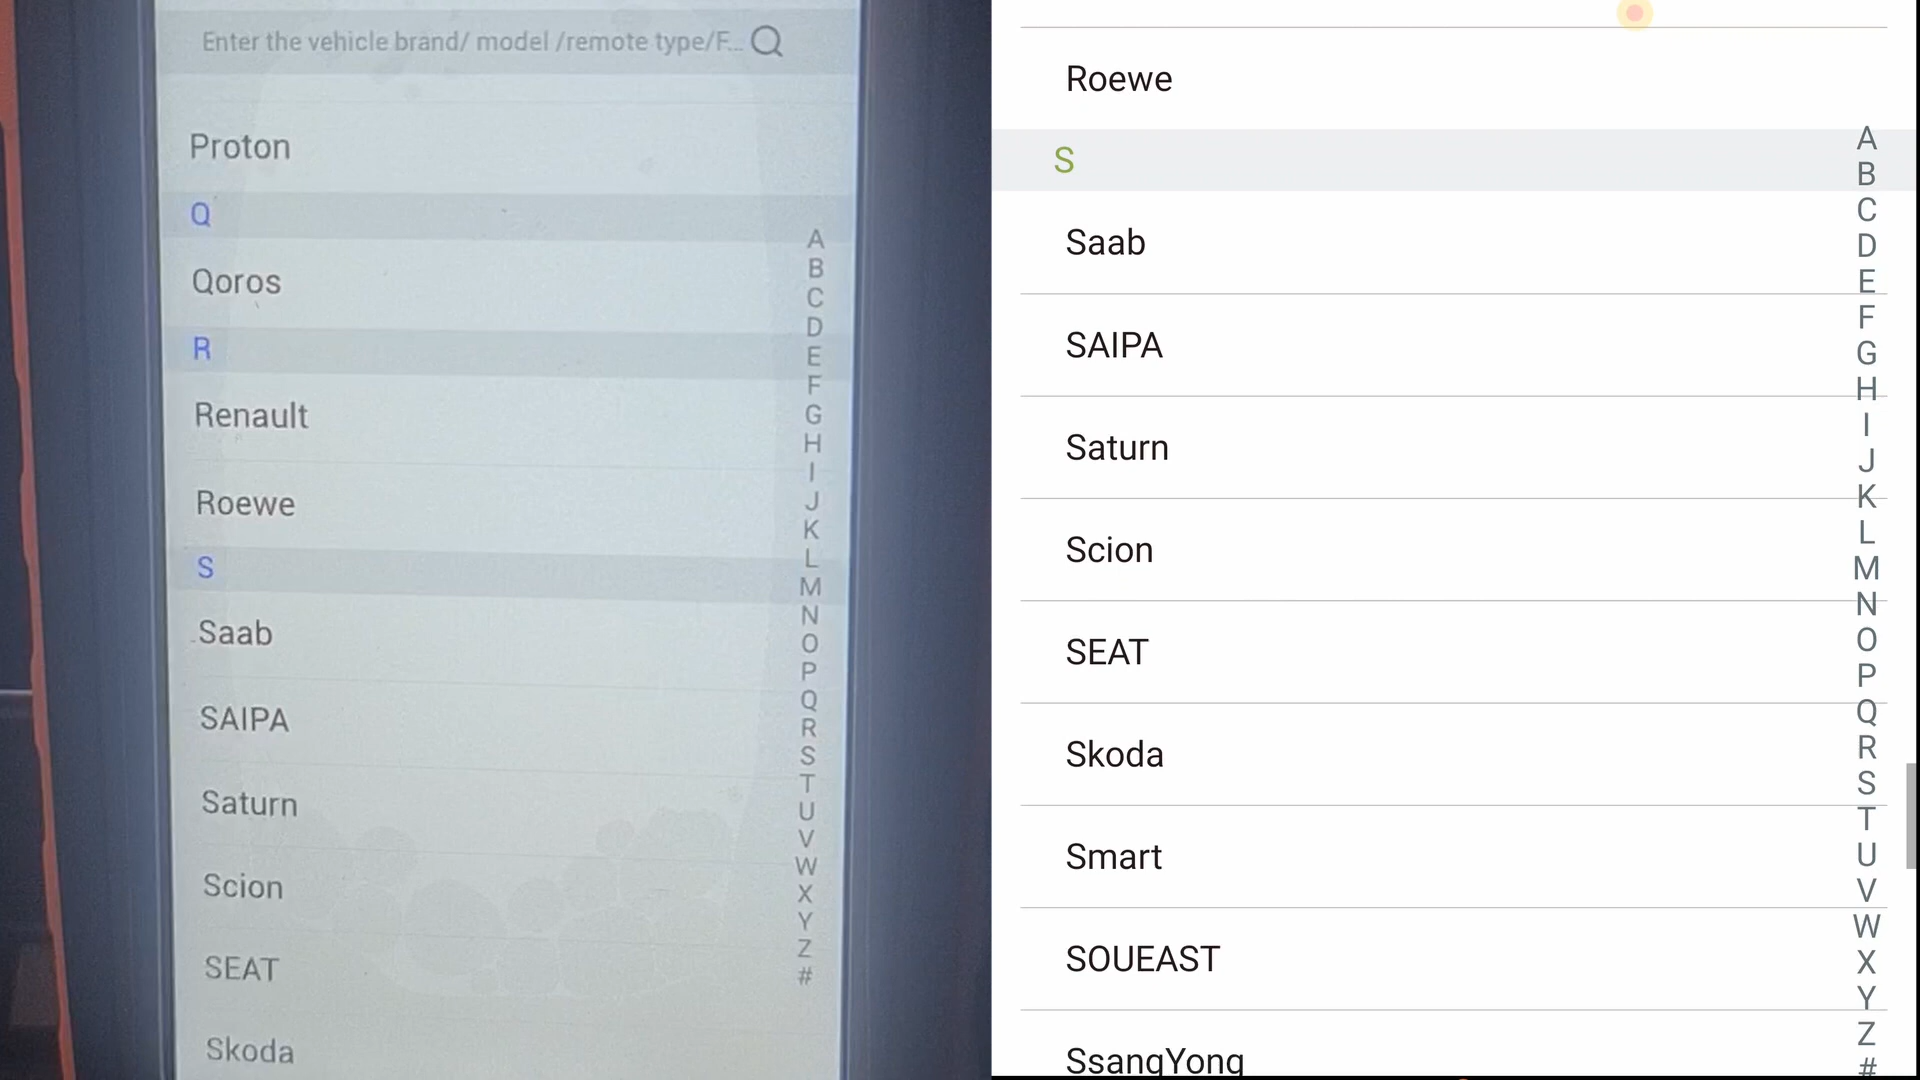 Enter the vehicle brand/ model /remote type/F...
Proton
Q
Qoros
R
Renault
Roewe
S
Saab
SAIPA
Saturn
Scion
SEAT
Skoda
A
B
C
D
E
F
G
H
I
J
K
L
M
N
O
P
Q
R
S
T
U
V
W
X
Y
Z
#
Roewe
S
Saab
SAIPA
Saturn
Scion
SEAT
Skoda
Smart
SOUEAST
SsangYong
A
B
C
D
E
F
G
H
I
J
K
L
M
N
O
P
Q
R
S
T
U
V
W
X
Y
Z
#